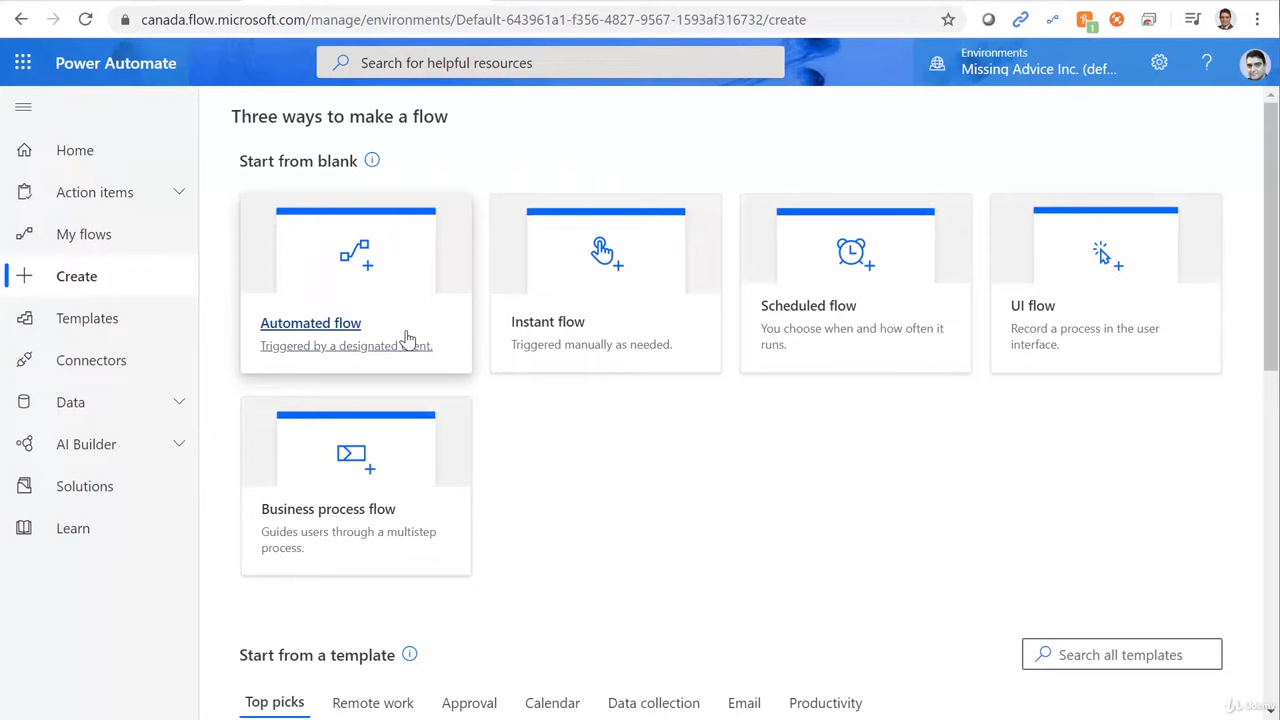 canada.flow.microsoft.com/manage/environments/Default-643961a1-f356-4827-9567-1593af316732/create
1
Power Automate
Search for helpful resources
Environments
Missing Advice Inc. (def...
?
Home
Action items
My flows
Create
Templates
Connectors
Data
AI Builder
Solutions
Learn
Three ways to make a flow
Start from blank
Automated flow
Triggered by a designated
Instant flow
Triggered manually as needed.
Scheduled flow
You choose when and how often it
runs.
UI flow
Record a process in the user
interface.
Business process flow
Guides users through a multistep
process.
Start from a template
Search all templates
Top picks
Remote work
Approval
Calendar
Data collection
Email
Productivity
Udemy